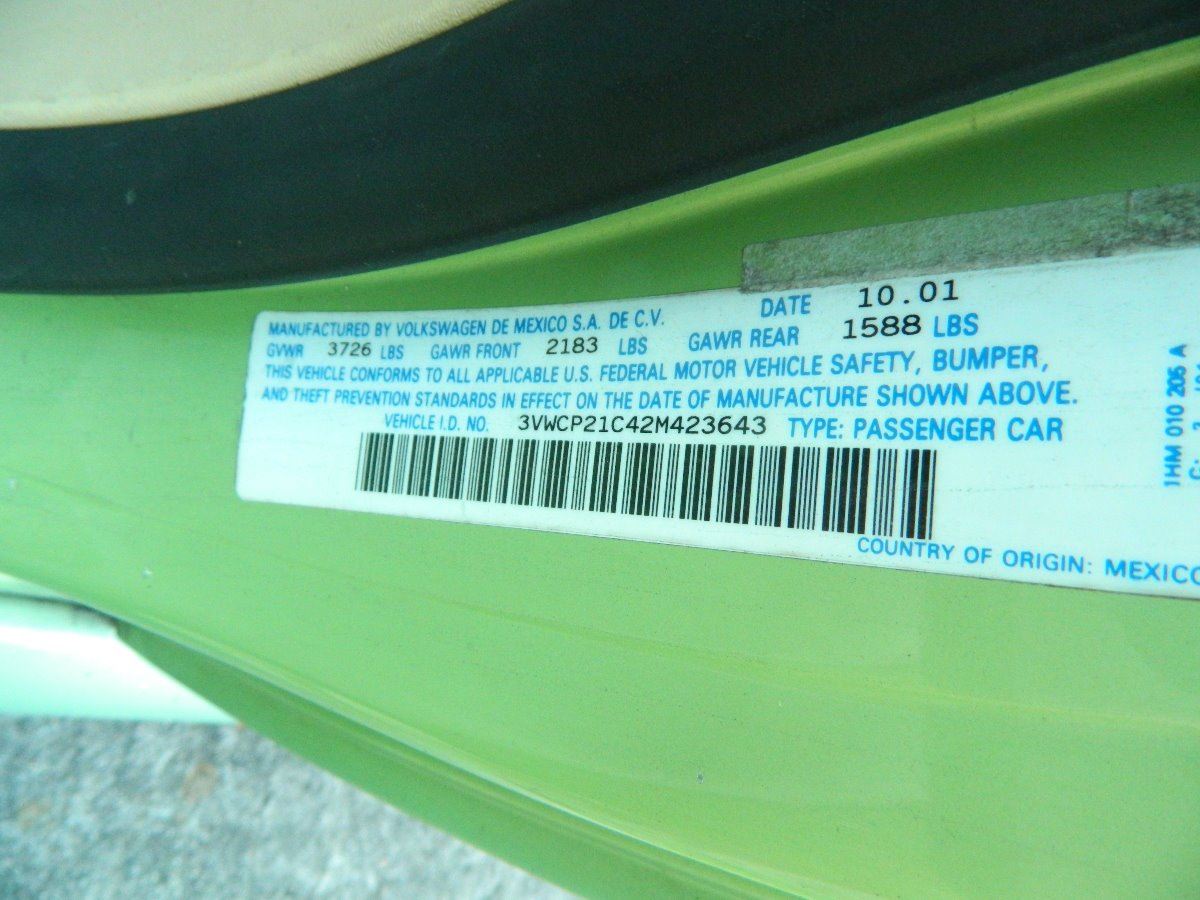 MANUFACTURED BY VOLKSWAGEN DE MEXICO S.A. DE C.V. DATE 10.01
GVWR 3726 LBS GAWR FRONT 2183 LBS GAWR REAR 1588 LBS
THIS VEHICLE CONFORMS TO ALL APPLICABLE U.S. FEDERAL MOTOR VEHICLE SAFETY, BUMPER,
AND THEFT PREVENTION STANDARDS IN EFFECT ON THE DATE OF MANUFACTURE SHOWN ABOVE.
VEHICLE I.D. NO. 3VWCP21C42M423643 TYPE: PASSENGER CAR
COUNTRY OF ORIGIN: MEXICO
1HM 010 205 A